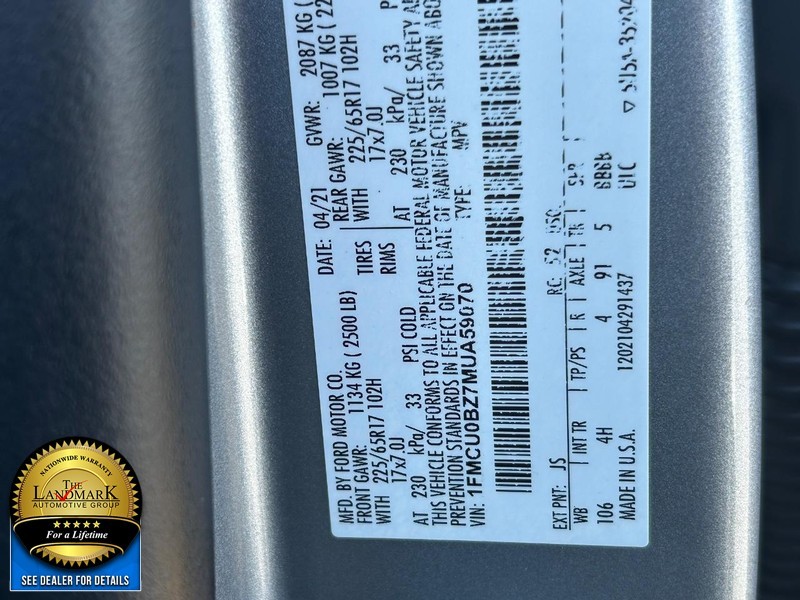 MFD. BY FORD MOTOR CO. DATE: 04/21 GVWR: 2087 KG (
FRONT GAWR: 1134 KG ( 2500 LB) REAR GAWR: 1007 KG ( 22
225/65R17 102H TIRES WITH 225/65R17 102H
17x7.0J RIMS 17x7.0J
AT 230 kPa/ 33 PSI COLD AT 230 kPa/ 33
THIS VEHICLE CONFORMS TO ALL APPLICABLE FEDERAL MOTOR VEHICLE SAFETY
PREVENTION STANDARDS IN EFFECT ON THE DATE OF MANUFACTURE SHOWN
VIN: 1FMCU0BZ7MUA59070 TYPE: MPV
EXT PNT: JS RC: 52
WB INT TR TP/PS R AXLE TR SPR
106 4H 4 91 5 BBBB
MADE IN U.S.A. 1202104291437 UIC
NATIONWIDE WARRANTY
THE
LANDMARK
AUTOMOTIVE GROUP
For a Lifetime
SEE DEALER FOR DETAILS